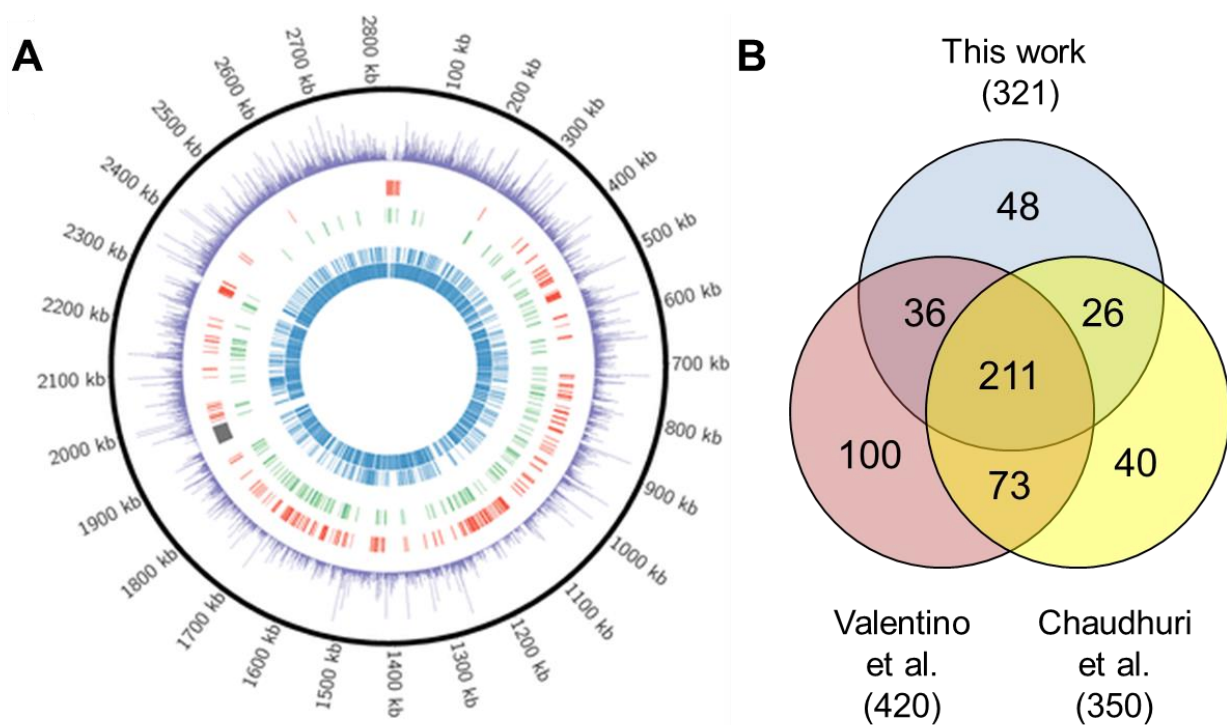 A
100 kb
200 kb
300 kb
400 kb
500 kb
600 kb
700 kb
800 kb
900 kb
1000 kb
1100 kb
1200 kb
1300 kb
1400 kb
1500 kb
1600 kb
1700 kb
1800 kb
1900 kb
2000 kb
2100 kb
2200 kb
2300 kb
2400 kb
2500 kb
2600 kb
2700 kb
2800 kb
B
This work
(321)
48
36
26
211
100
73
40
Valentino
et al.
(420)
Chaudhuri
et al.
(350)